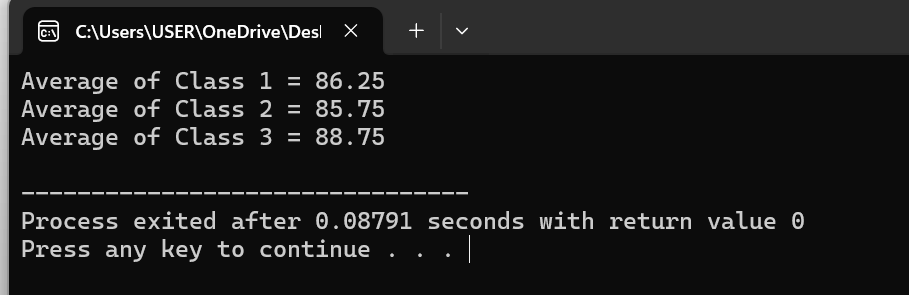 C:\Users\USER\OneDrive\Des
Average of Class 1 = 86.25
Average of Class 2 = 85.75
Average of Class 3 = 88.75
--------------------------------
Process exited after 0.08791 seconds with return value 0
Press any key to continue . . .